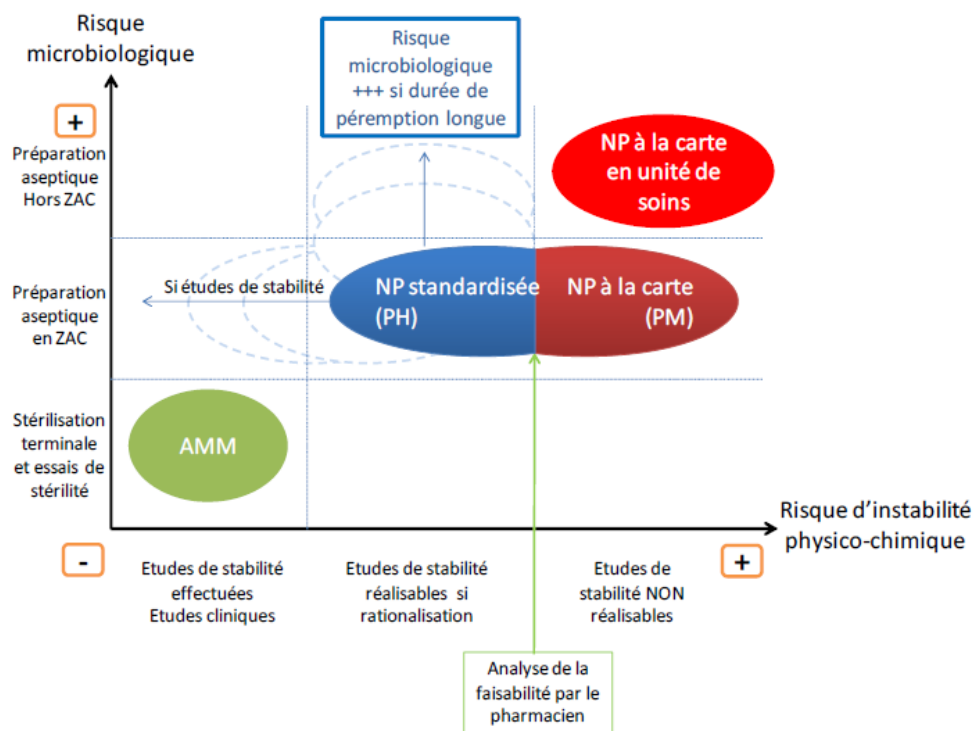 Risque
microbiologique
Risque
microbiologique
+++ si durée de
péremption longue
+
Préparation
aseptique
Hors ZAC
NP à la carte
en unité de
soins
Préparation
aseptique
en ZAC
Si études de stabilité
NP standardisée
(PH)
NP à la carte
(PM)
Stérilisation
terminale
et essais de
stérilité
AMM
Risque d'instabilité
physico-chimique
-
+
Etudes de stabilité
effectuées
Etudes cliniques
Etudes de stabilité
réalisables si
rationalisation
Etudes de
stabilité NON
réalisables
Analyse de la
faisabilité par le
pharmacien